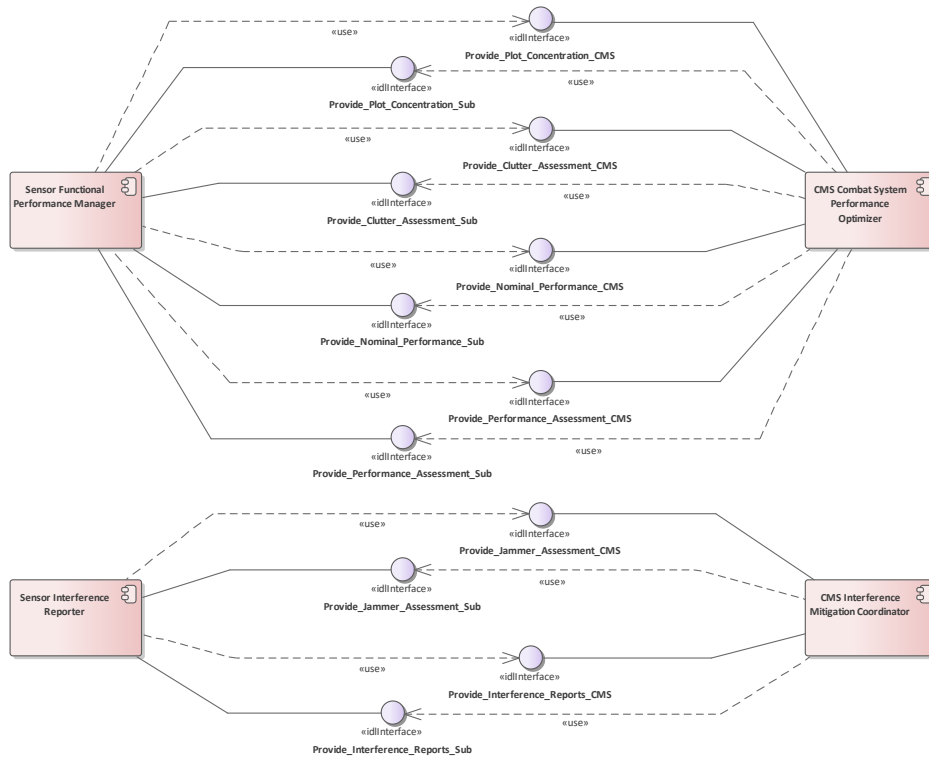 «use»
«idlInterface»
Provide_Plot_Concentration_CMS
«idlInterface»
Provide_Plot_Concentration_Sub
«use»
«use»
«idlInterface»
Provide_Clutter_Assessment_CMS
Sensor Functional
Performance Manager
«idlInterface»
Provide_Clutter_Assessment_Sub
«use»
CMS Combat System
Performance
Optimizer
«use»
«idlInterface»
Provide_Nominal_Performance_CMS
«idlInterface»
Provide_Nominal_Performance_Sub
«use»
«use»
«idlInterface»
Provide_Performance_Assessment_CMS
«idlInterface»
Provide_Performance_Assessment_Sub
«use»
«use»
«idlInterface»
Provide_Jammer_Assessment_CMS
Sensor Interference
Reporter
«idlInterface»
Provide_Jammer_Assessment_Sub
«use»
CMS Interference
Mitigation Coordinator
«use»
«idlInterface»
Provide_Interference_Reports_CMS
«idlInterface»
Provide_Interference_Reports_Sub
«use»